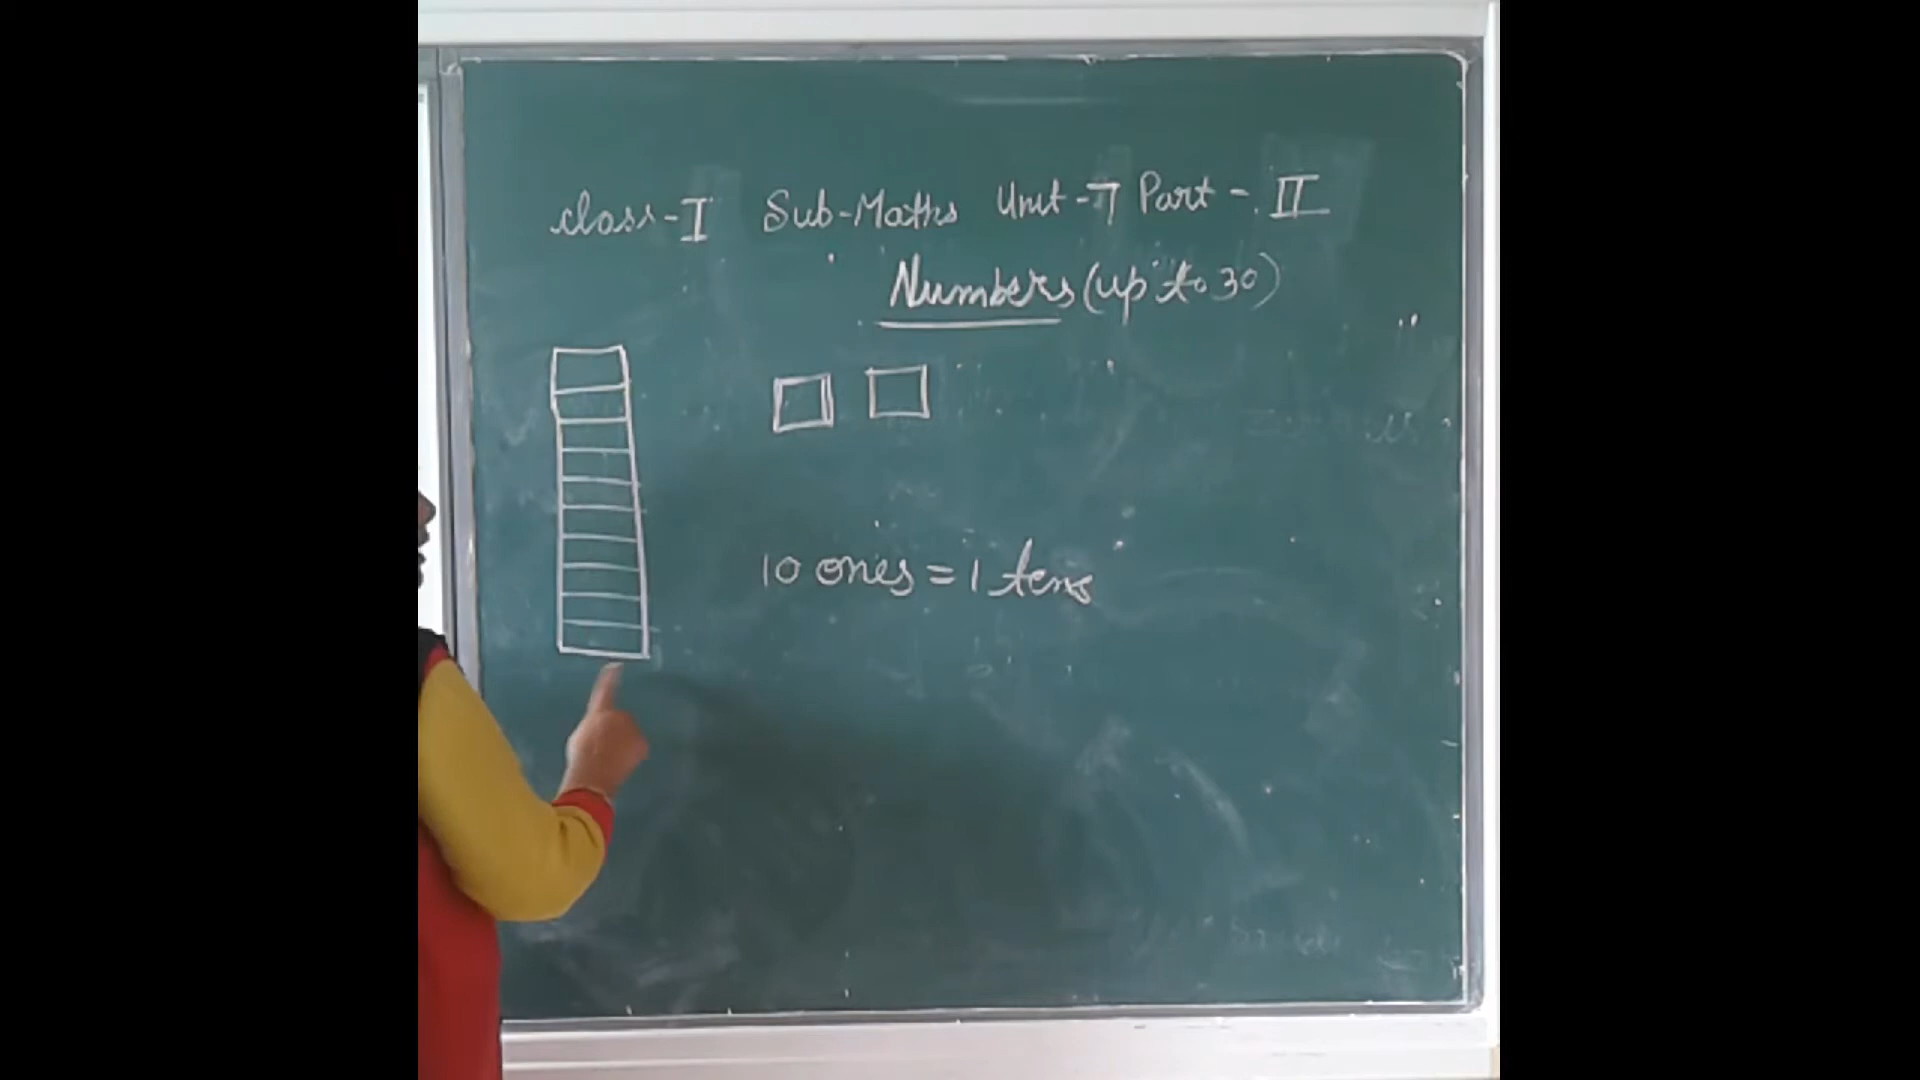 Class-I Sub-Maths Unit-7 Part-II
Numbers (up to 30)
10 ones = 1 tens